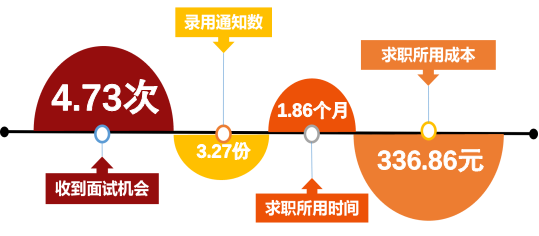 录用通知数
求职所用成本
4.73次
1.86个月
3.27份
336.86元
收到面试机会
求职所用时间